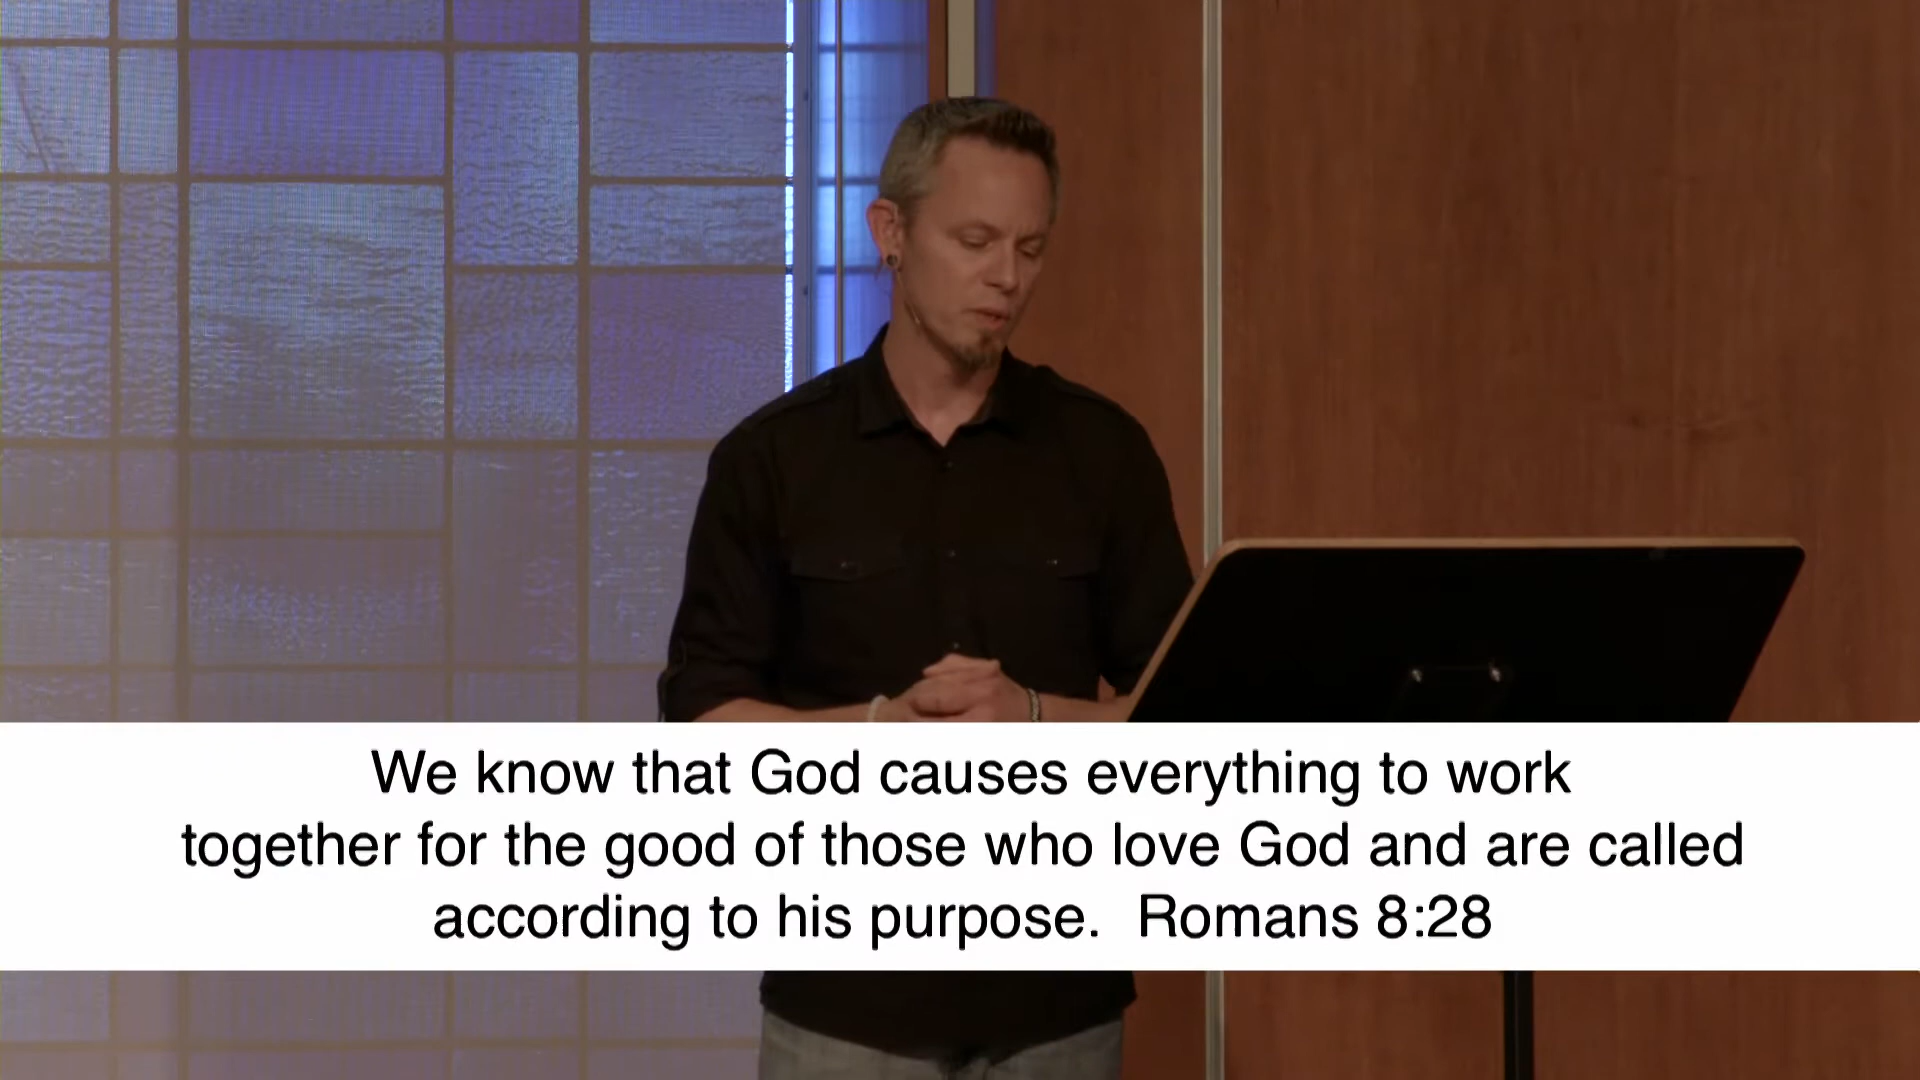 We know that God causes everything to work
together for the good of those who love God and are called
according to his purpose.  Romans 8:28